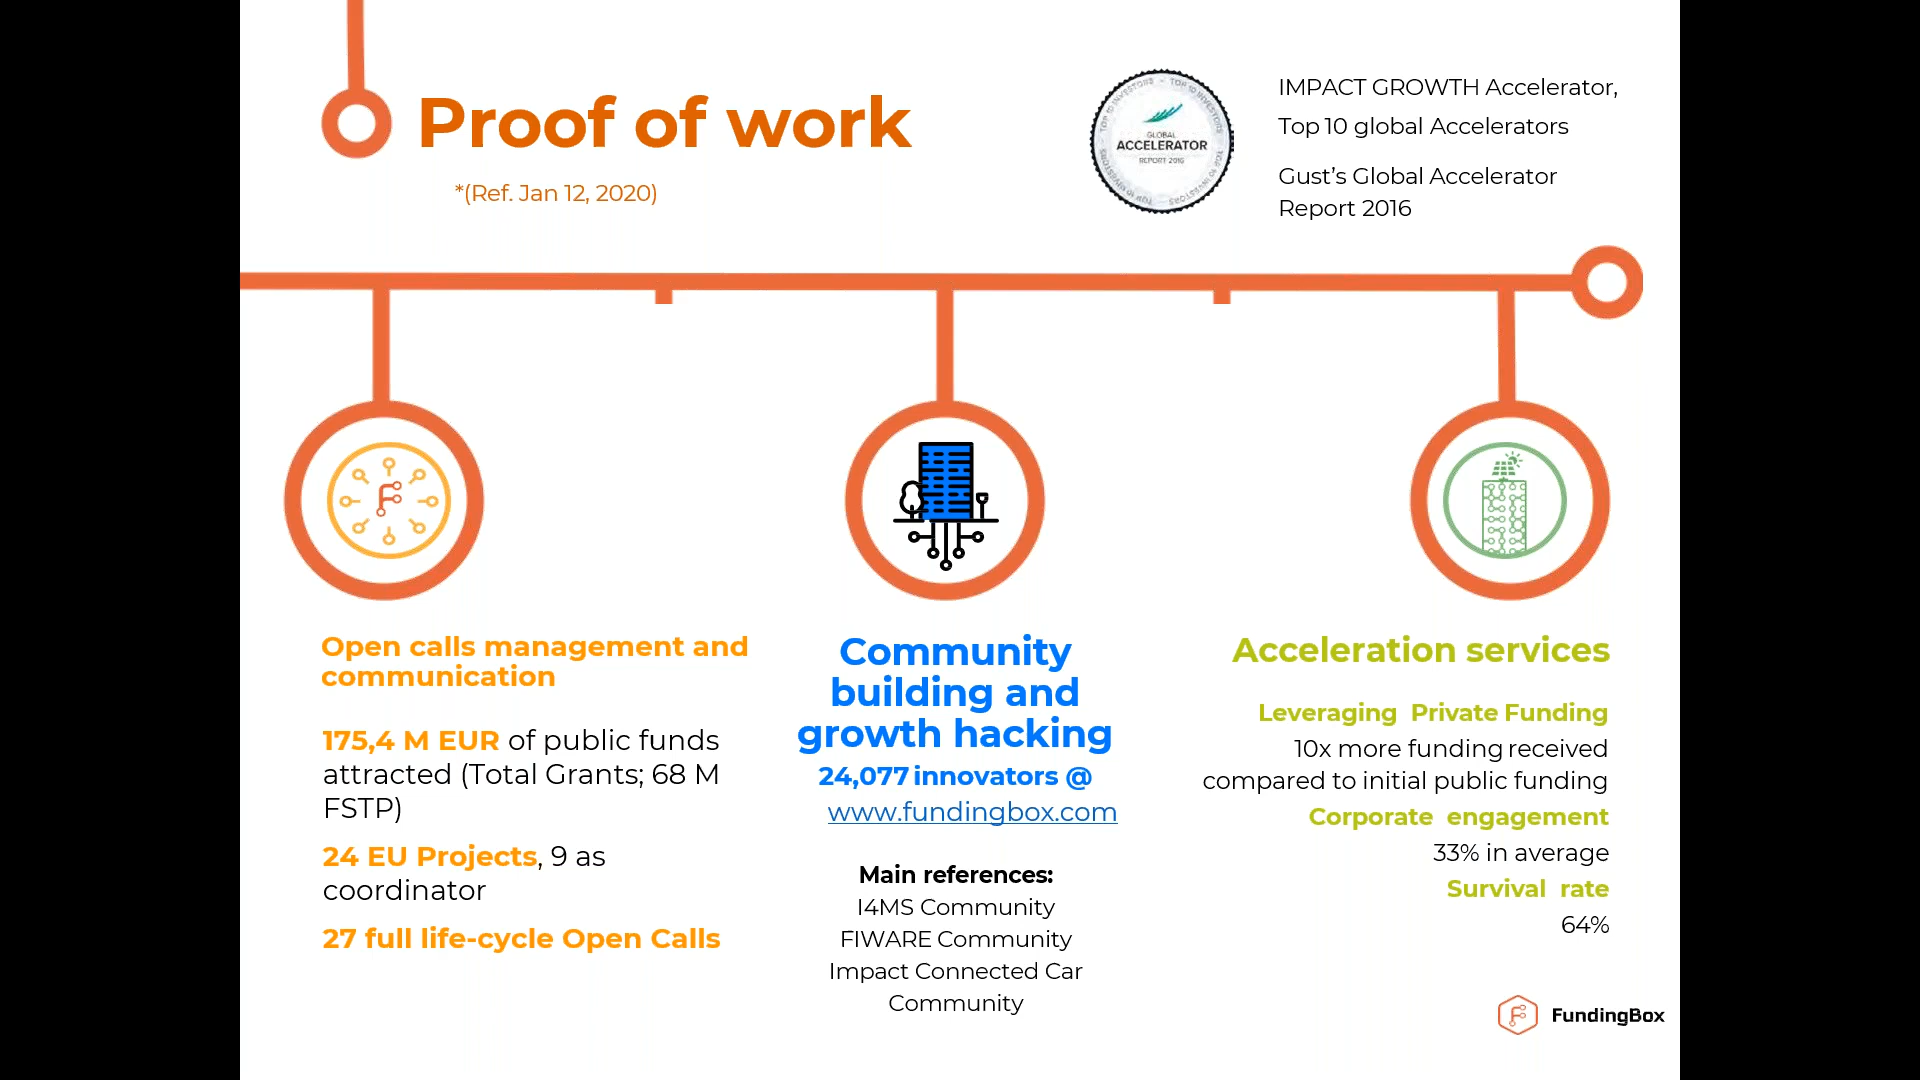 Proof of work
*(Ref. Jan 12, 2020)
TOP 10 INVESTORS
GLOBAL
ACCELERATOR
REPORT 2016
IMPACT GROWTH Accelerator,
Top 10 global Accelerators
Gust’s Global Accelerator
Report 2016
Open calls management and
communication
175,4 M EUR of public funds
attracted (Total Grants; 68 M
FSTP)
24 EU Projects, 9 as
coordinator
27 full life-cycle Open Calls
Community
building and
growth hacking
24,077 innovators @
www.fundingbox.com
Main references:
I4MS Community
FIWARE Community
Impact Connected Car
Community
Acceleration services
Leveraging Private Funding
10x more funding received
compared to initial public funding
Corporate engagement
33% in average
Survival rate
64%
FundingBox